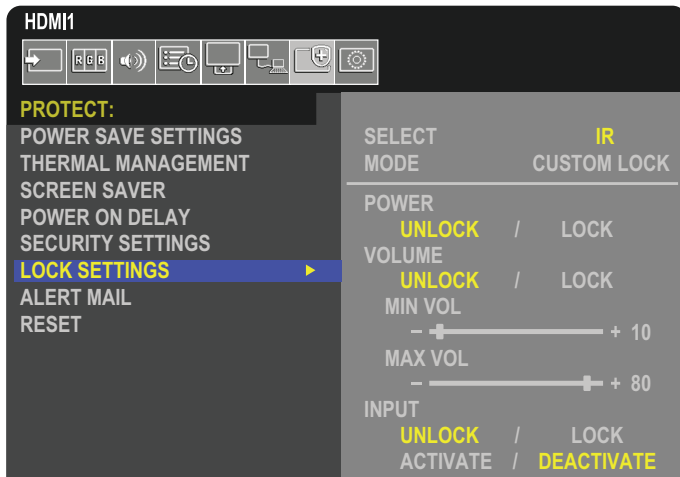 HDMI1
RGB
PROTECT:
POWER SAVE SETTINGS
THERMAL MANAGEMENT
SCREEN SAVER
POWER ON DELAY
SECURITY SETTINGS
LOCK SETTINGS
ALERT MAIL
RESET
SELECT IR
MODE CUSTOM LOCK
POWER
UNLOCK / LOCK
VOLUME
UNLOCK / LOCK
MIN VOL
– + 10
MAX VOL
– + 80
INPUT
UNLOCK / LOCK
ACTIVATE / DEACTIVATE